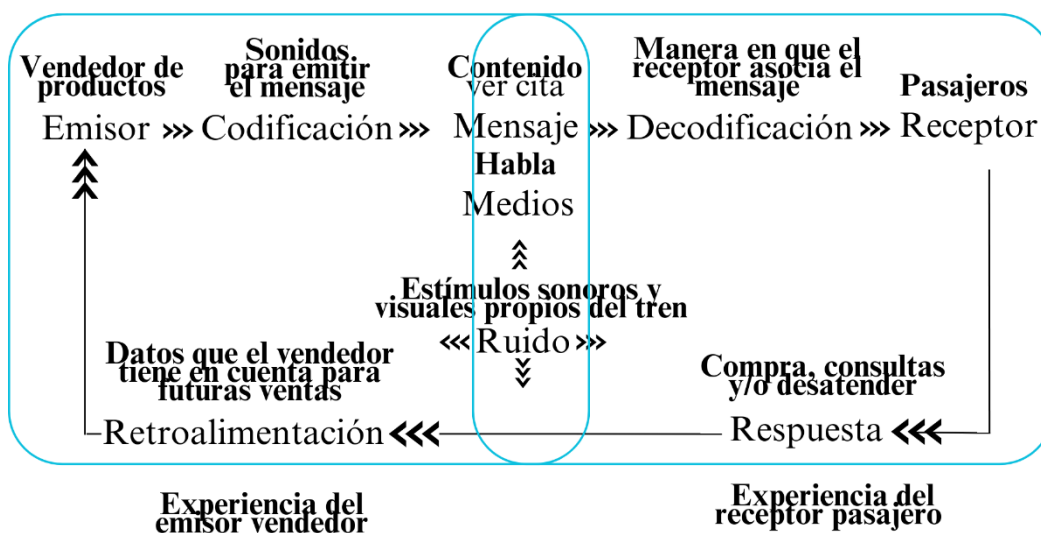 Vendedor de
productos
Sonidos
para emitir
el mensaje
Contenido
ver cita
Manera en que el
receptor asocia el
mensaje
Pasajeros
Emisor
Codificación
Mensaje
Decodificación
Receptor
Habla
Medios
Estímulos sonoros y
visuales propios del tren
Ruido
Datos que el vendedor
tiene en cuenta para
futuras ventas
Retroalimentación
Compra, consultas
y/o desatender
Respuesta
Experiencia del
emisor vendedor
Experiencia del
receptor pasajero